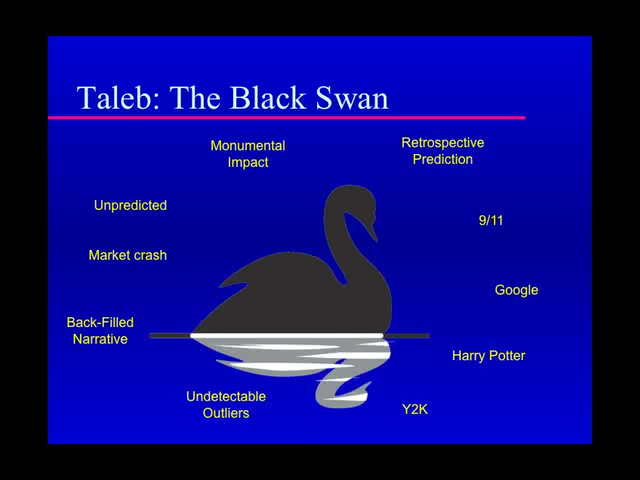 Taleb: The Black Swan
Monumental
Impact
Retrospective
Prediction
Unpredicted
9/11
Market crash
Google
Back-Filled
Narrative
Harry Potter
Undetectable
Outliers
Y2K